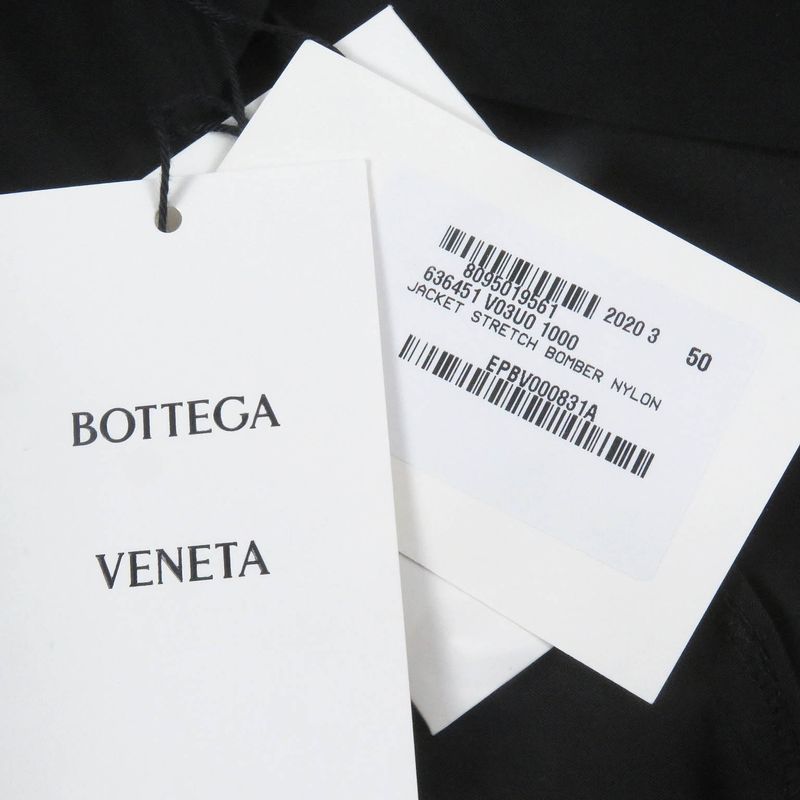 BOTTEGA
VENETA
8095019561
2020 3
50
636451 V03U0 1000
JACKET STRETCH BOMBER NYLON
EPBV000831A